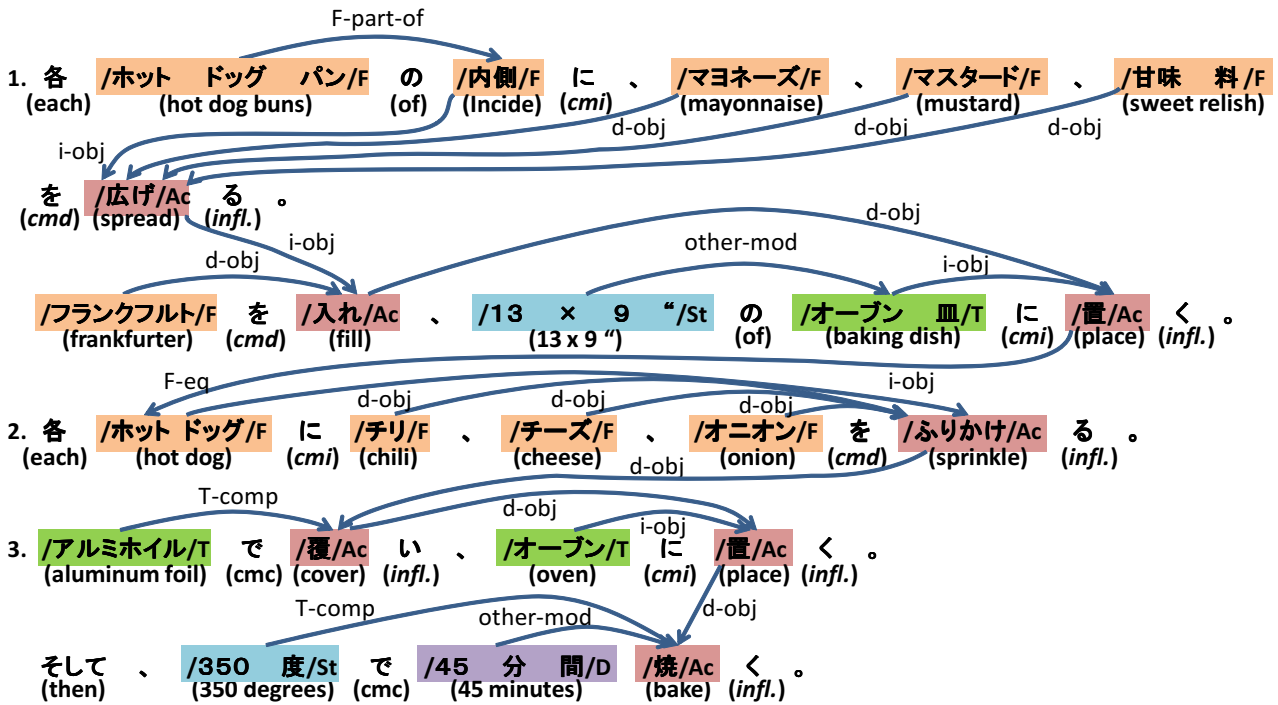 F-part-of
1. 各 /ホット ドッグ パン/F の /内側/F に 、 /マヨネーズ/F 、 /マスタード/F 、 /甘味 料/F
(each) (hot dog buns) (of) (Incide) (cmi) (mayonnaise) (mustard) (sweet relish)
i-obj d-obj d-obj d-obj
を /広げ/Ac る 。
(cmd) (spread) (infl.)
d-obj i-obj other-mod d-obj i-obj
/フランクフルト/F を /入れ/Ac 、 /13 × 9 “/St の /オーブン 皿/T に /置/Ac く 。
(frankfurter) (cmd) (fill) (13 x 9 “) (of) (baking dish) (cmi) (place) (infl.)
F-eq d-obj d-obj d-obj i-obj
2. 各 /ホット ドッグ/F に /チリ/F 、 /チーズ/F 、 /オニオン/F を /ふりかけ/Ac る 。
(each) (hot dog) (cmi) (chili) (cheese) (onion) (cmd) (sprinkle) (infl.)
d-obj
T-comp d-obj i-obj
3. /アルミホイル/T で /覆/Ac い 、 /オーブン/T に /置/Ac く 。
(aluminum foil) (cmc) (cover) (infl.) (oven) (cmi) (place) (infl.)
T-comp other-mod d-obj
そして 、 /350 度/St で /45 分 間/D /焼/Ac く 。
(then) (350 degrees) (cmc) (45 minutes) (bake) (infl.)